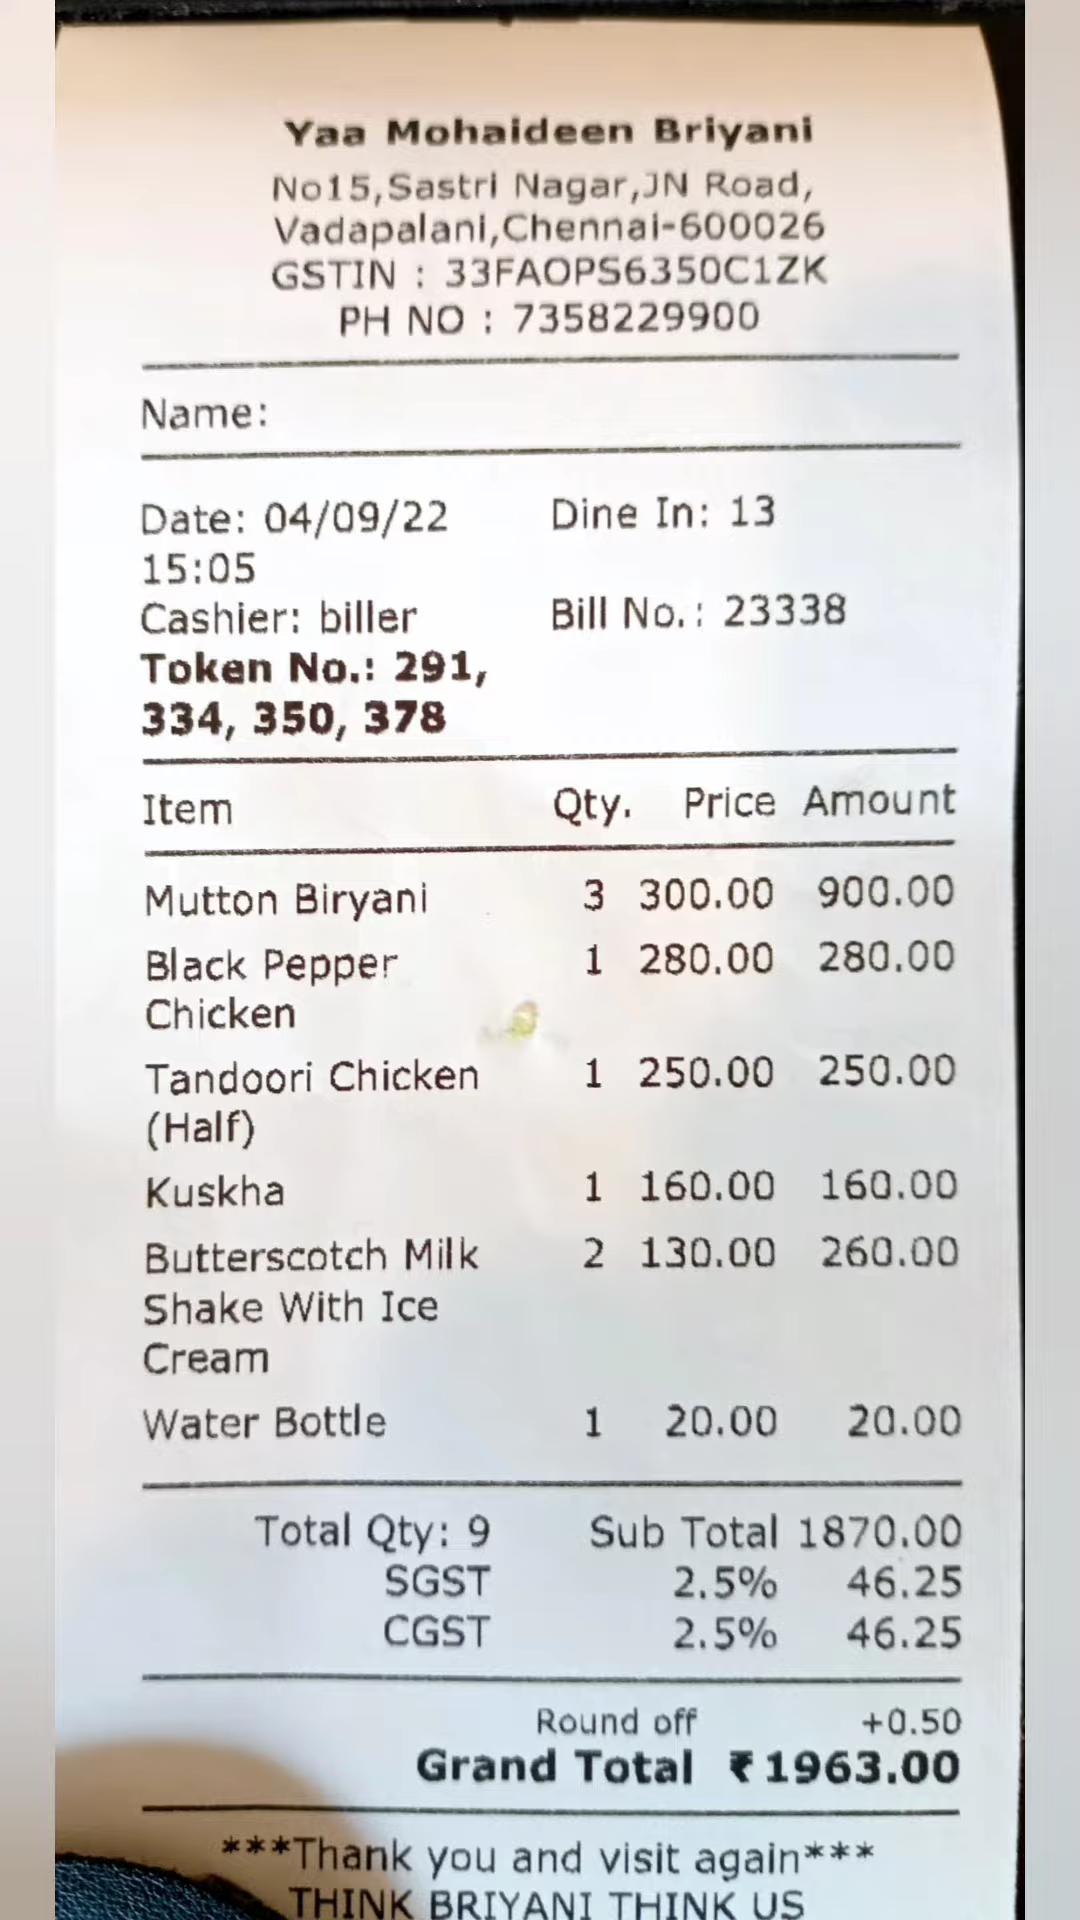 Yaa Mohaideen Briyani
No15,Sastri Nagar,JN Road,
Vadapalani,Chennai-600026
GSTIN : 33FAOPS6350C1ZK
PH NO : 7358229900
Name:
Date: 04/09/22 Dine In: 13
15:05
Cashier: biller Bill No.: 23338
Token No.: 291,
334, 350, 378
Item Qty. Price Amount
Mutton Biryani 3 300.00 900.00
Black Pepper 1 280.00 280.00
Chicken
Tandoori Chicken 1 250.00 250.00
(Half)
Kuskha 1 160.00 160.00
Butterscotch Milk 2 130.00 260.00
Shake With Ice
Cream
Water Bottle 1 20.00 20.00
Total Qty: 9 Sub Total 1870.00
SGST 2.5% 46.25
CGST 2.5% 46.25
Round off +0.50
Grand Total ₹1963.00
***Thank you and visit again***
THINK BRIYANI THINK US